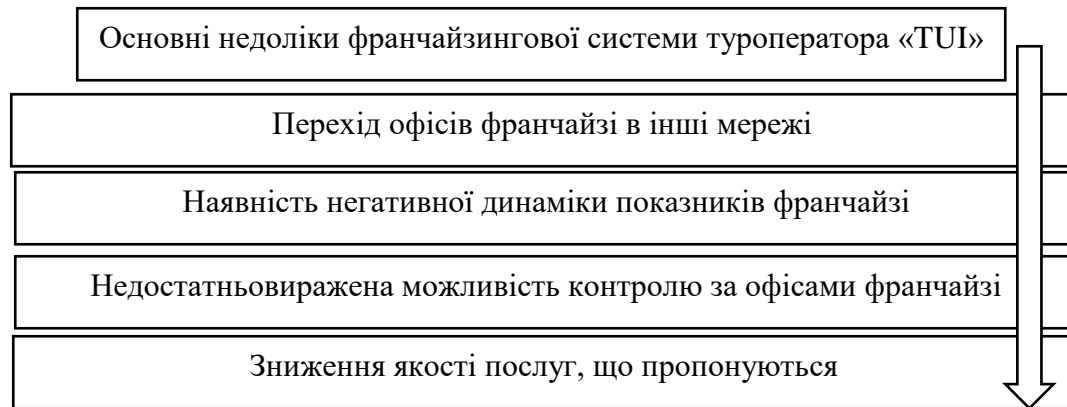 Основні недоліки франчайзингової системи туроператора «TUI»
Перехід офісів франчайзі в інші мережі
Наявність негативної динаміки показників франчайзі
Недостатньовиражена можливість контролю за офісами франчайзі
Зниження якості послуг, що пропонуються